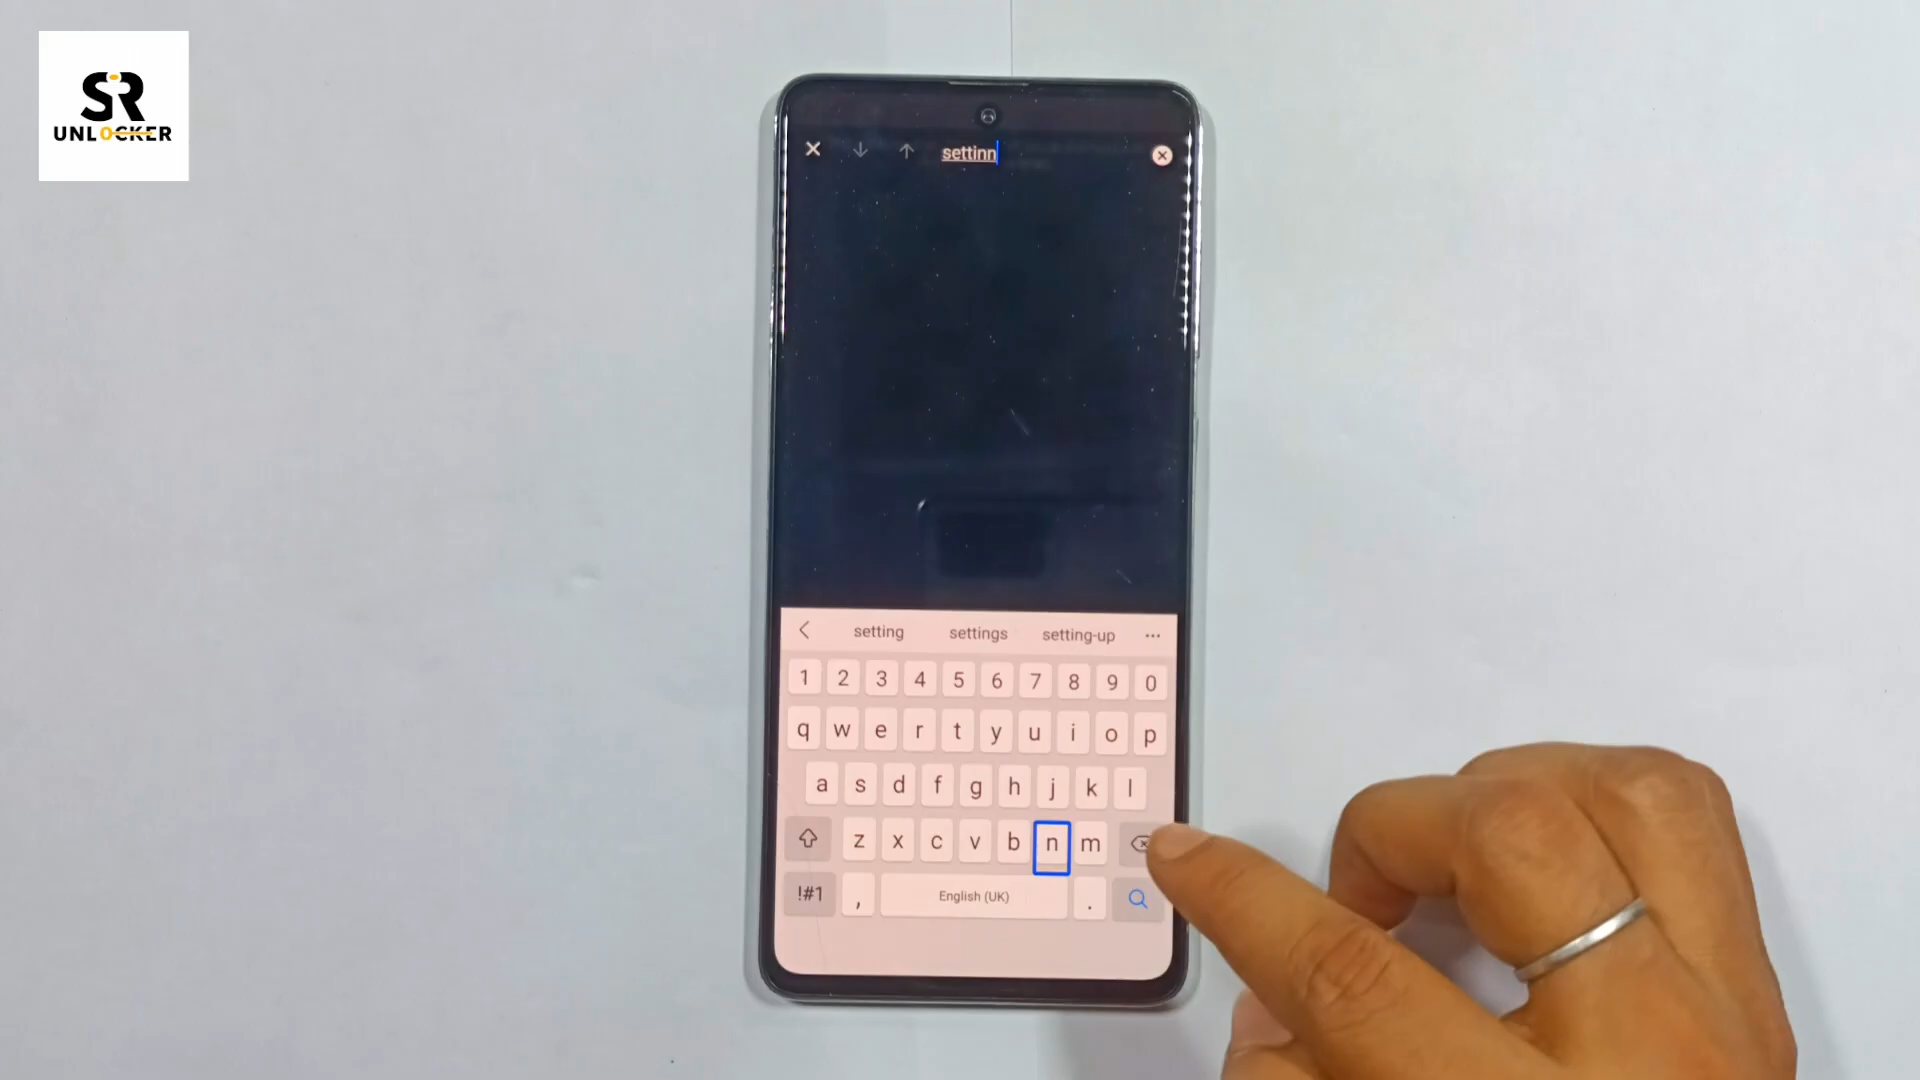 SR
UNLOCKER
settinn
setting settings setting-up ...
1 2 3 4 5 6 7 8 9 0
q w e r t y u i o p
a s d f g h j k l
z x c v b n m
!#1 , English (UK) .